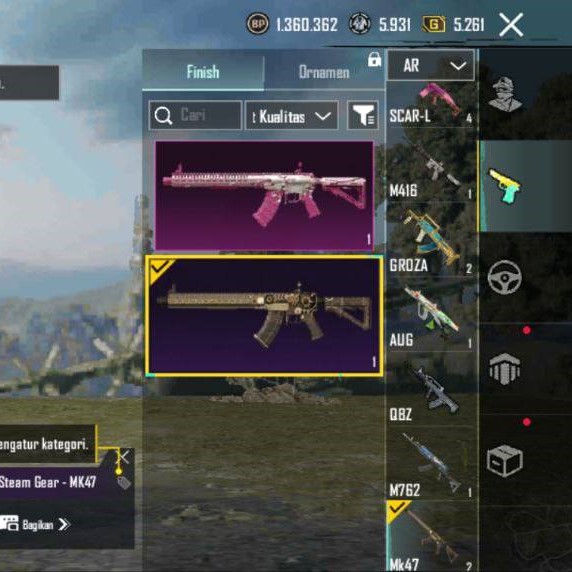 BP 1.360.362 5.931 G 5.261
Finish
Ornamen
Cari
t Kualitas
1
1
AR
SCAR-L 4
M416 1
GROZA 2
AUG 1
QBZ
M762 1
Mk47 2
engatur kategori.
Steam Gear - MK47
Bagikan